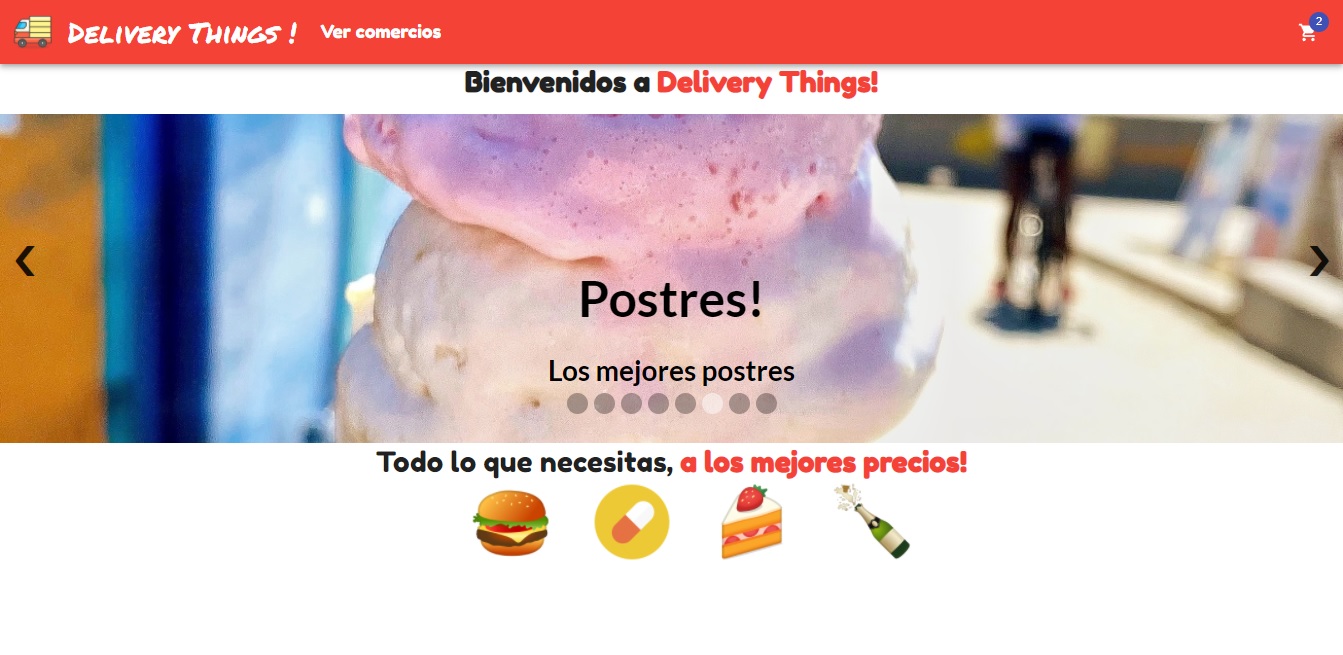 Delivery Things !
Ver comercios
2
Bienvenidos a Delivery Things!
Postres!
Los mejores postres
Todo lo que necesitas, a los mejores precios!